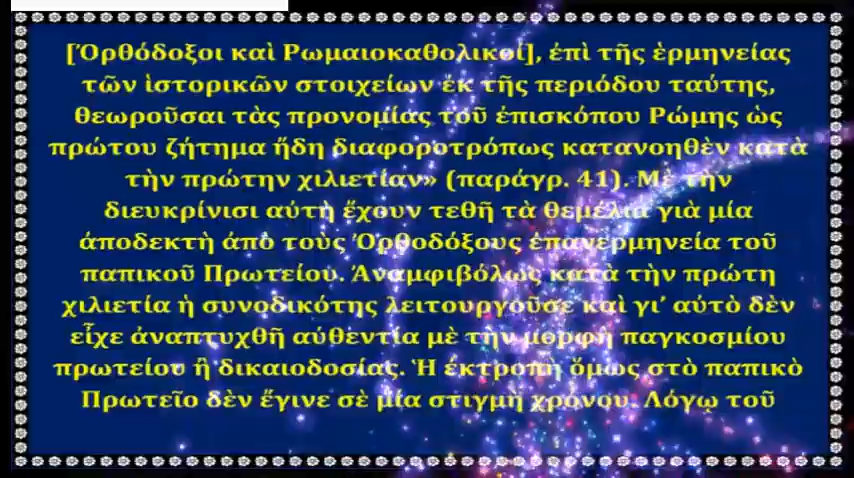 [Ὀρθόδοξοι καὶ Ρωμαιοκαθολικοί], ἐπὶ τῆς ἑρμηνείας
τῶν ἱστορικῶν στοιχείων ἐκ τῆς περιόδου ταύτης,
θεωροῦσαι τὰς προνομίας τοῦ ἐπισκόπου Ρώμης ὡς
πρώτου ζήτημα ἤδη διαφοροτρόπως κατανοηθὲν κατὰ
τὴν πρώτην χιλιετίαν» (παράγρ. 41). Μὲ τὴν
διευκρίνισι αὐτὴ ἔχουν τεθῆ τὰ θεμέλια γιὰ μία
ἀποδεκτὴ ἀπὸ τοὺς Ὀρθοδόξους ἐπανερμηνεία τοῦ
παπικοῦ Πρωτείου. Ἀναμφιβόλως κατὰ τὴν πρώτη
χιλιετία ἡ συνοδικότης λειτουργοῦσε καὶ γι’ αὐτὸ δὲν
εἶχε ἀναπτυχθῆ αὐθεντία μὲ τὴν μορφὴ παγκοσμίου
πρωτείου ἢ δικαιοδοσίας. Ἡ ἐκτροπὴ ὅμως στὸ παπικὸ
Πρωτεῖο δὲν ἔγινε σὲ μία στιγμὴ χρόνου. Λόγῳ τοῦ